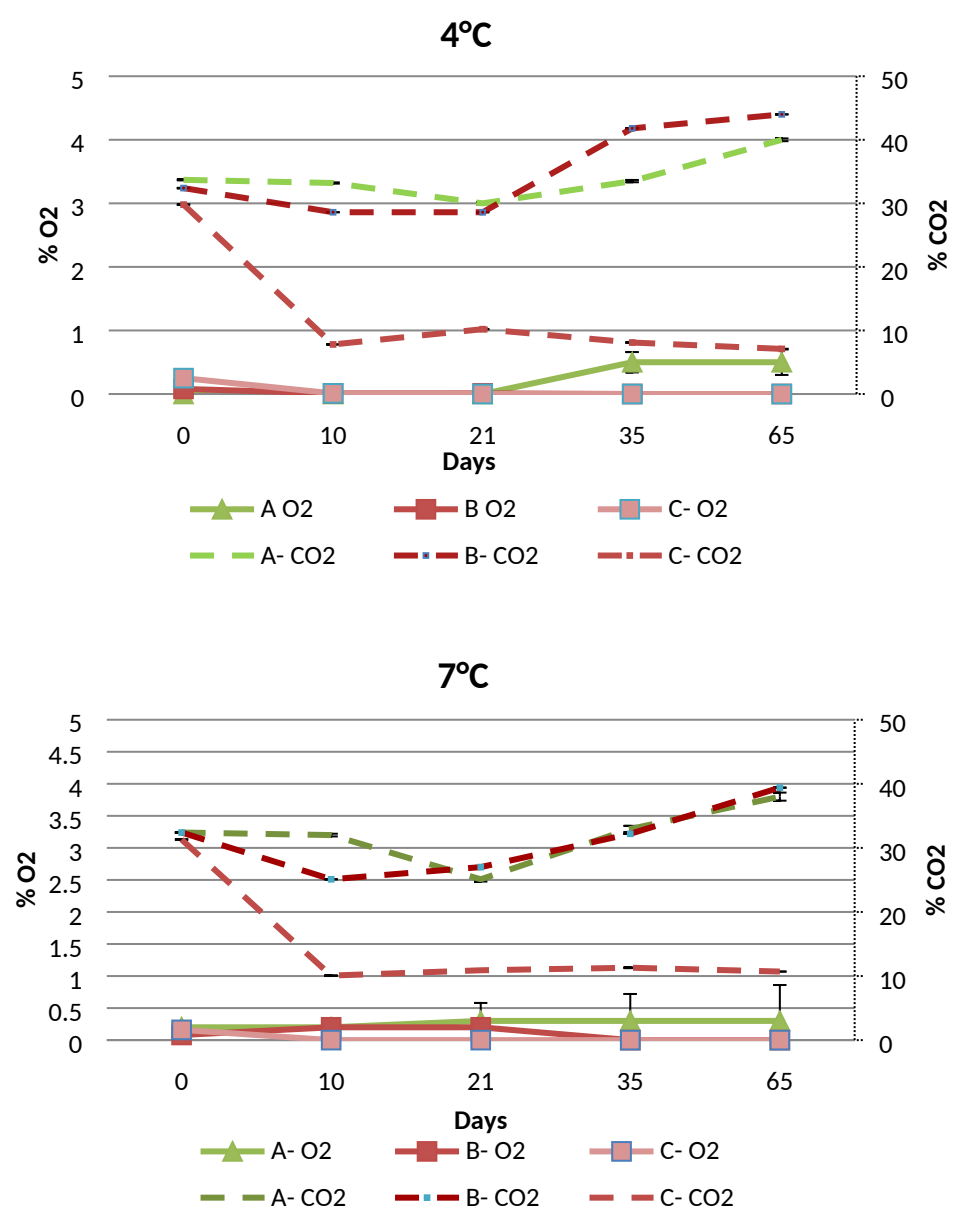 4°C
5 50
4 40
3 30
2 20
1 10
0 0
% O2
% CO2
0 10 21 35 65
Days
A O2 B O2 C- O2
A- CO2 B- CO2 C- CO2
7°C
5 50
4.5
4 40
3.5
3 30
2.5
2 20
1.5
1 10
0.5
0 0
% O2
% CO2
0 10 21 35 65
Days
A- O2 B- O2 C- O2
A- CO2 B- CO2 C- CO2